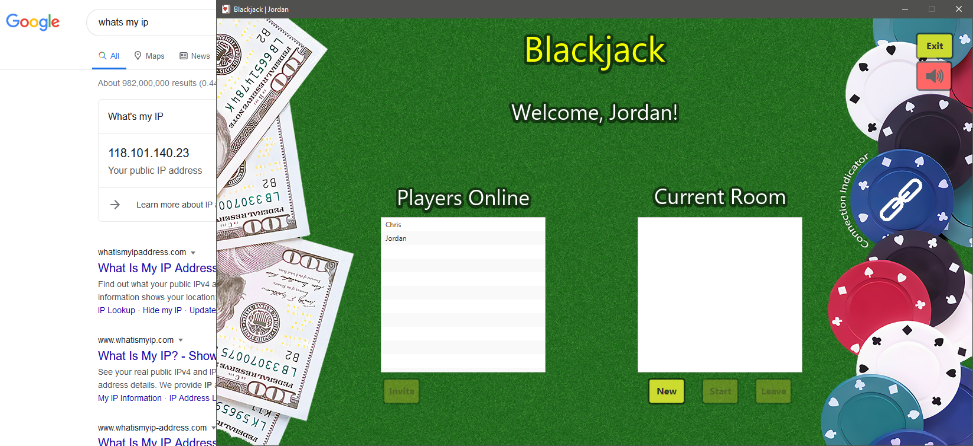 Google
whats my ip
All
Maps
News
About 982,000,000 results (0.4
What's my IP
118.101.140.23
Your public IP address
Learn more about IP
whatismyipaddress.com
What Is My IP Address
Find out what your public IPv4 and
information shows your location
IP Lookup · Hide my IP · Update
www.whatismyip.com
What Is My IP? - Show
See your real public IPv4 and IP
address details. We provide IP a
My IP Information · IP Address L
www.whatismyip-address.com
What Is My IP Address
Blackjack | Jordan
Blackjack
Welcome, Jordan!
Exit
Connection Indicator
Players Online
Chris
Jordan
Invite
Current Room
New
Start
Leave